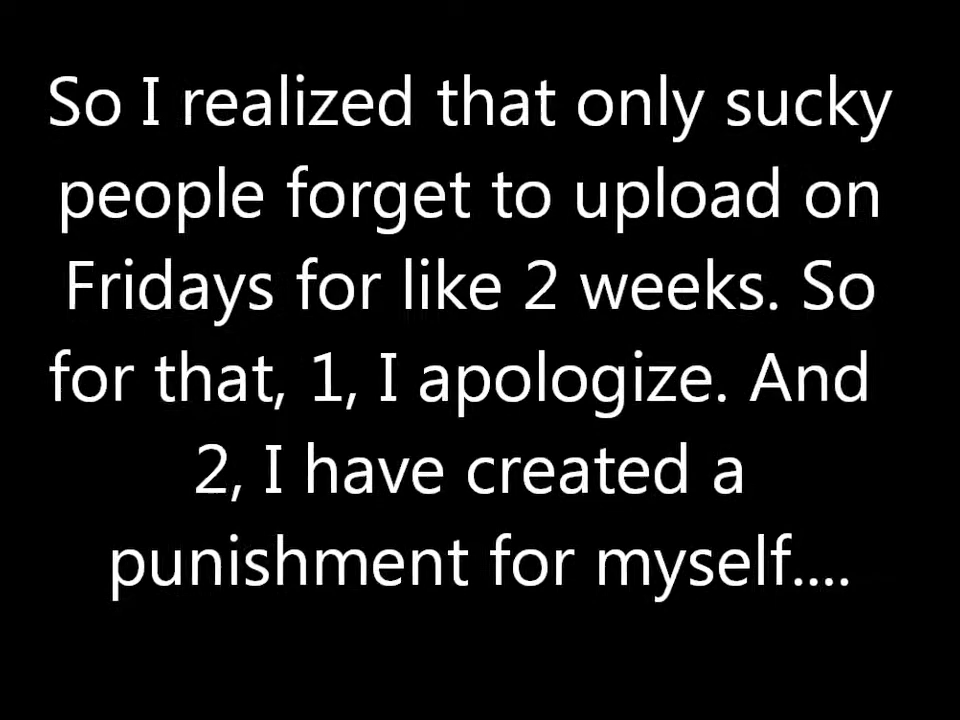 So I realized that only sucky
people forget to upload on
Fridays for like 2 weeks. So
for that, 1, I apologize. And
2, I have created a
punishment for myself....